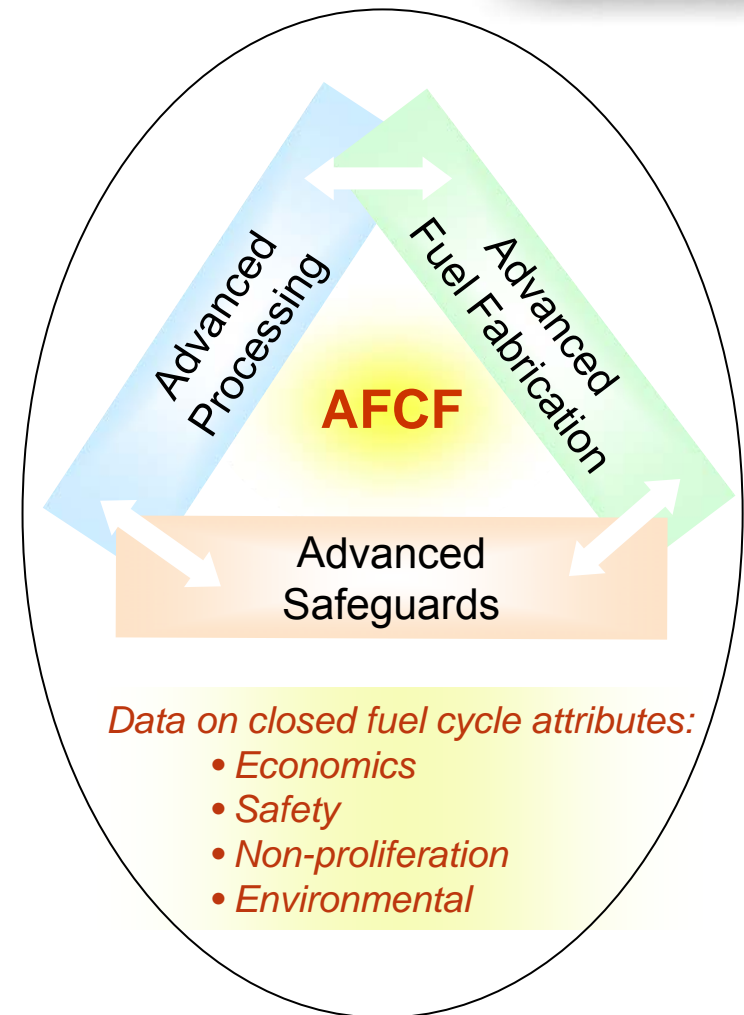 Advanced
Processing
Advanced
Fuel Fabrication
AFCF
Advanced
Safeguards
Data on closed fuel cycle attributes:
• Economics
• Safety
• Non-proliferation
• Environmental